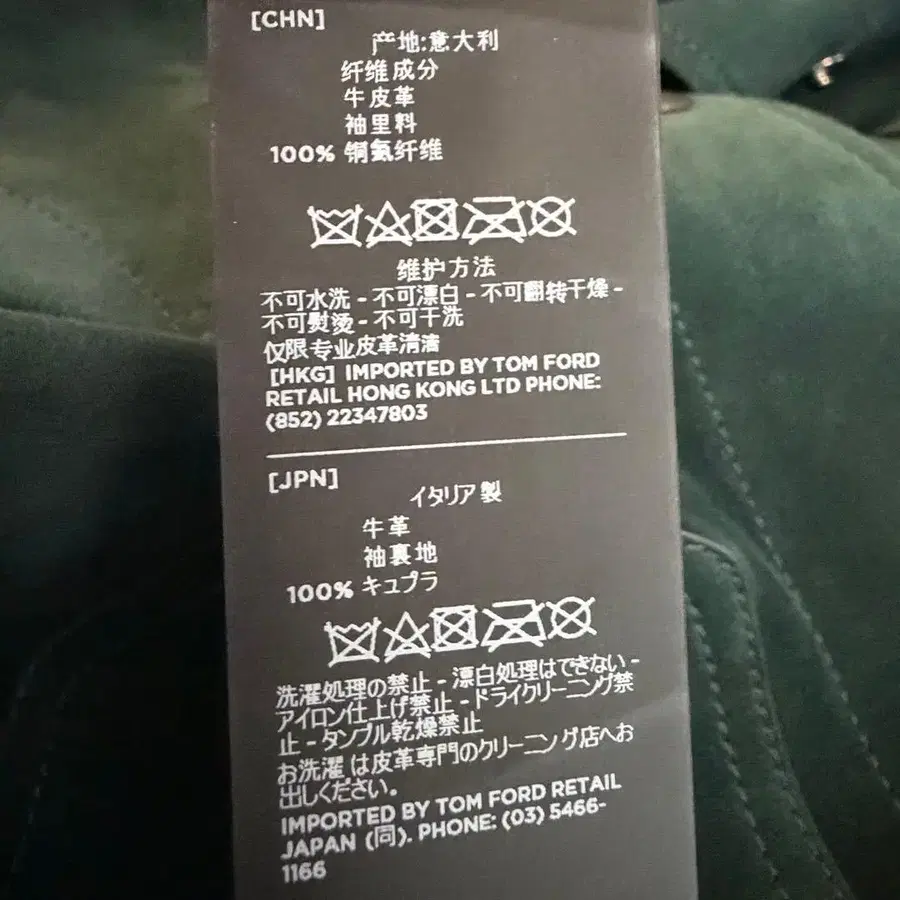 [CHN]
产地:意大利
纤维成分
牛皮革
袖里料
100% 铜氨纤维
维护方法
不可水洗 - 不可漂白 - 不可翻转干燥 -
不可熨烫 - 不可干洗
仅限专业皮革清洁
[HKG] IMPORTED BY TOM FORD
RETAIL HONG KONG LTD PHONE:
(852) 22347803
[JPN]
イタリア製
牛革
袖裏地
100% キュプラ
洗濯処理の禁止 - 漂白処理はできない -
アイロン仕上げ禁止 - ドライクリーニング禁
止 - タンブル乾燥禁止
お洗濯は皮革専門のクリーニング店へお
出しください。
IMPORTED BY TOM FORD RETAIL
JAPAN (同). PHONE: (03) 5466-
1166